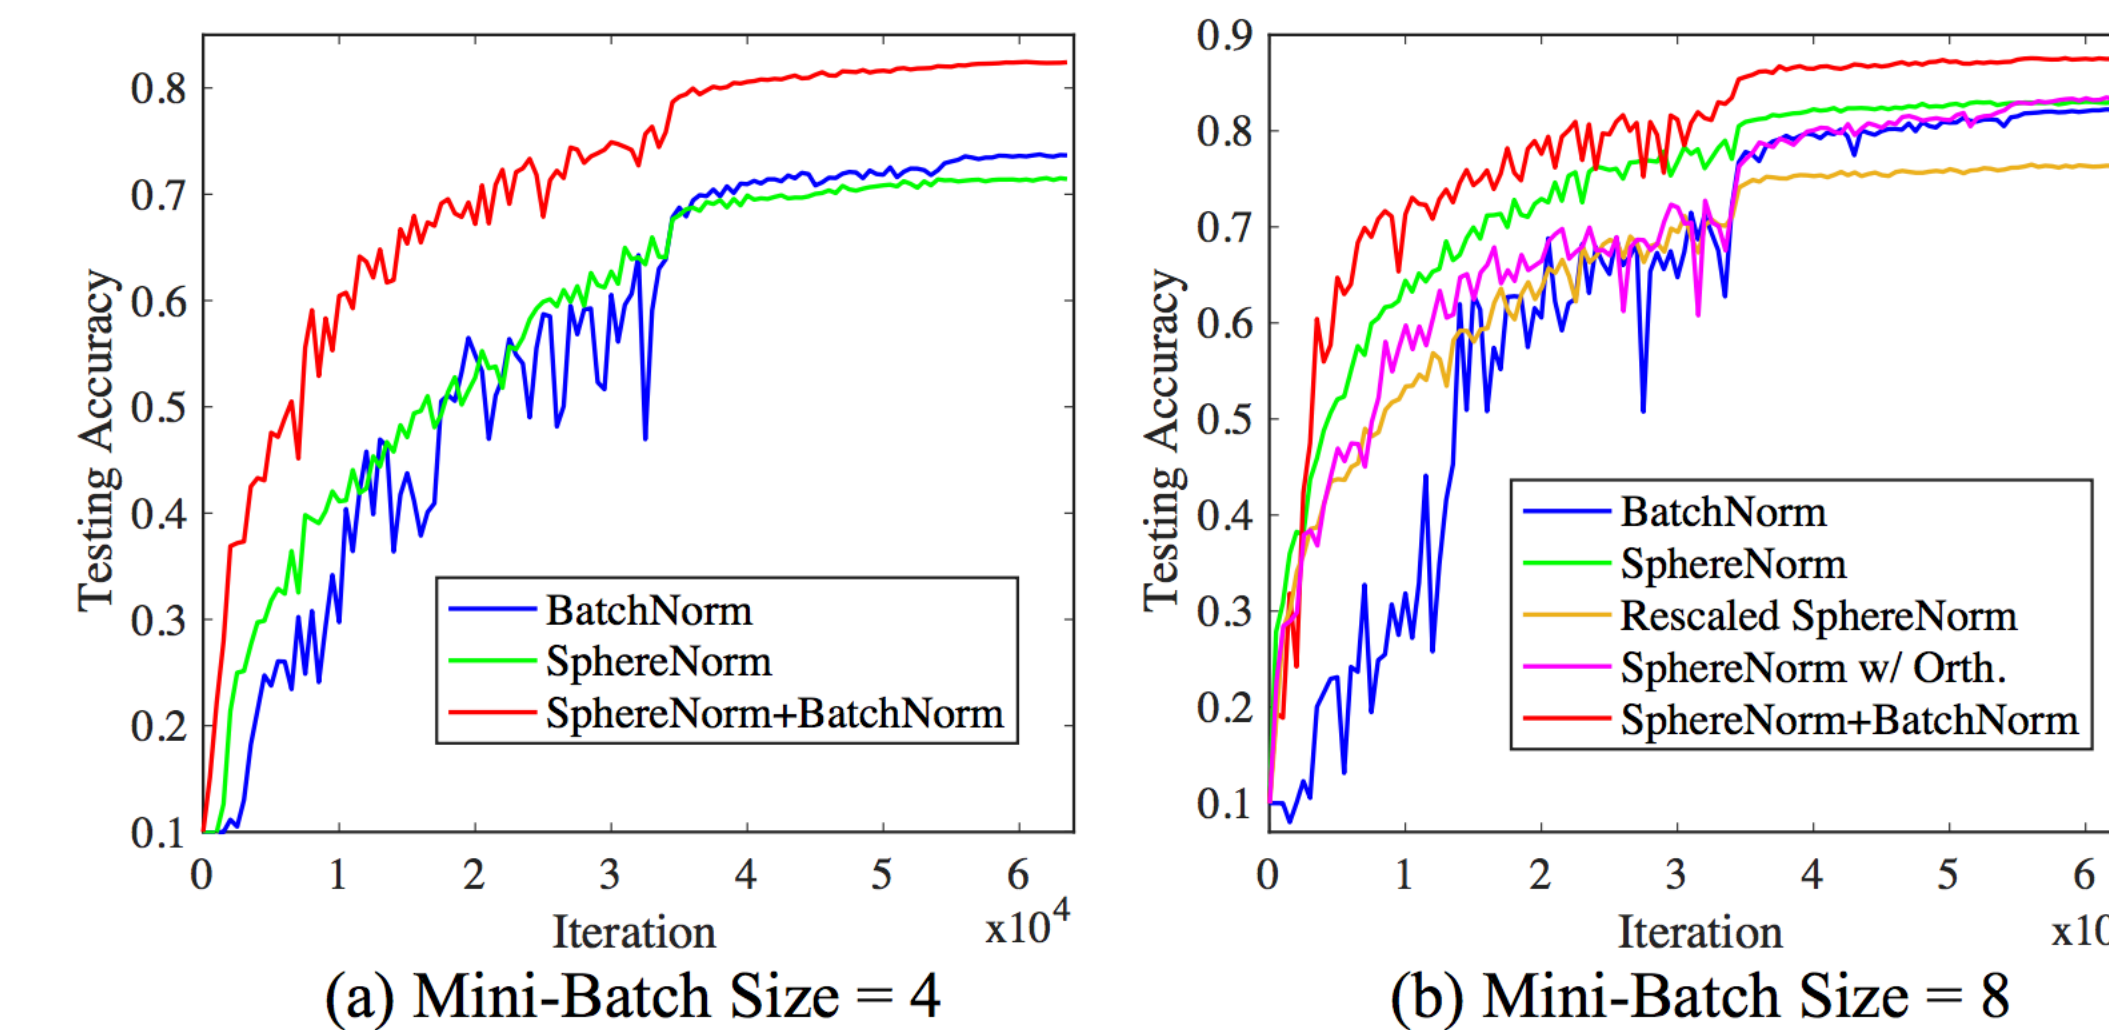 0.8
0.7
0.6
0.5
0.4
0.3
0.2
0.1
Testing Accuracy
BatchNorm
SphereNorm
SphereNorm+BatchNorm
0 1 2 3 4 5 6
Iteration
x10^4
(a) Mini-Batch Size = 4
0.9
0.8
0.7
0.6
0.5
0.4
0.3
0.2
0.1
Testing Accuracy
BatchNorm
SphereNorm
Rescaled SphereNorm
SphereNorm w/ Orth.
SphereNorm+BatchNorm
0 1 2 3 4 5 6
Iteration
x10
(b) Mini-Batch Size = 8